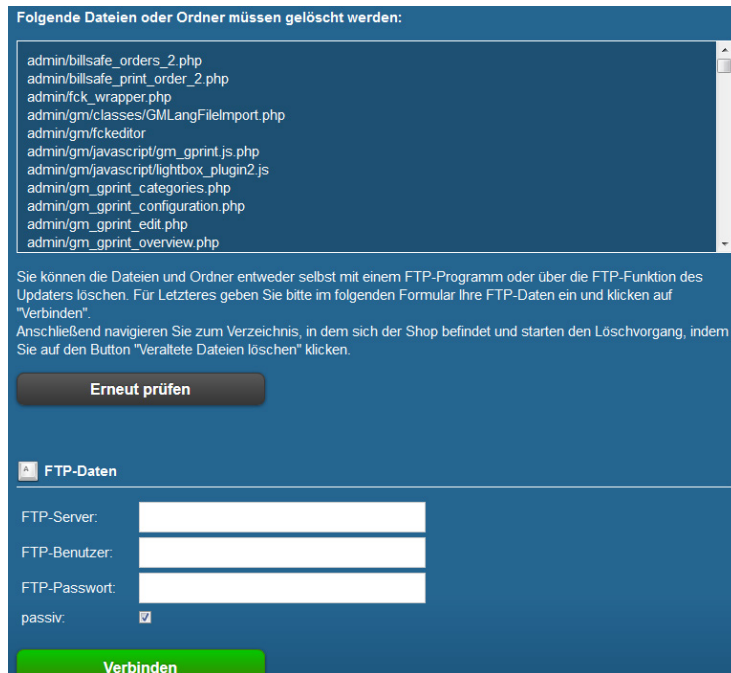 Folgende Dateien oder Ordner müssen gelöscht werden:
admin/billsafe_orders_2.php
admin/billsafe_print_order_2.php
admin/fck_wrapper.php
admin/gm/classes/GMLangFileImport.php
admin/gm/fckeditor
admin/gm/javascript/gm_gprint.js.php
admin/gm/javascript/lightbox_plugin2.js
admin/gm_gprint_categories.php
admin/gm_gprint_configuration.php
admin/gm_gprint_edit.php
admin/gm_gprint_overview.php
Sie können die Dateien und Ordner entweder selbst mit einem FTP-Programm oder über die FTP-Funktion des
Updaters löschen. Für Letzteres geben Sie bitte im folgenden Formular Ihre FTP-Daten ein und klicken auf
"Verbinden".
Anschließend navigieren Sie zum Verzeichnis, in dem sich der Shop befindet und starten den Löschvorgang, indem
Sie auf den Button "Veraltete Dateien löschen" klicken.
Erneut prüfen
A FTP-Daten
FTP-Server:
FTP-Benutzer:
FTP-Passwort:
passiv:
Verbinden